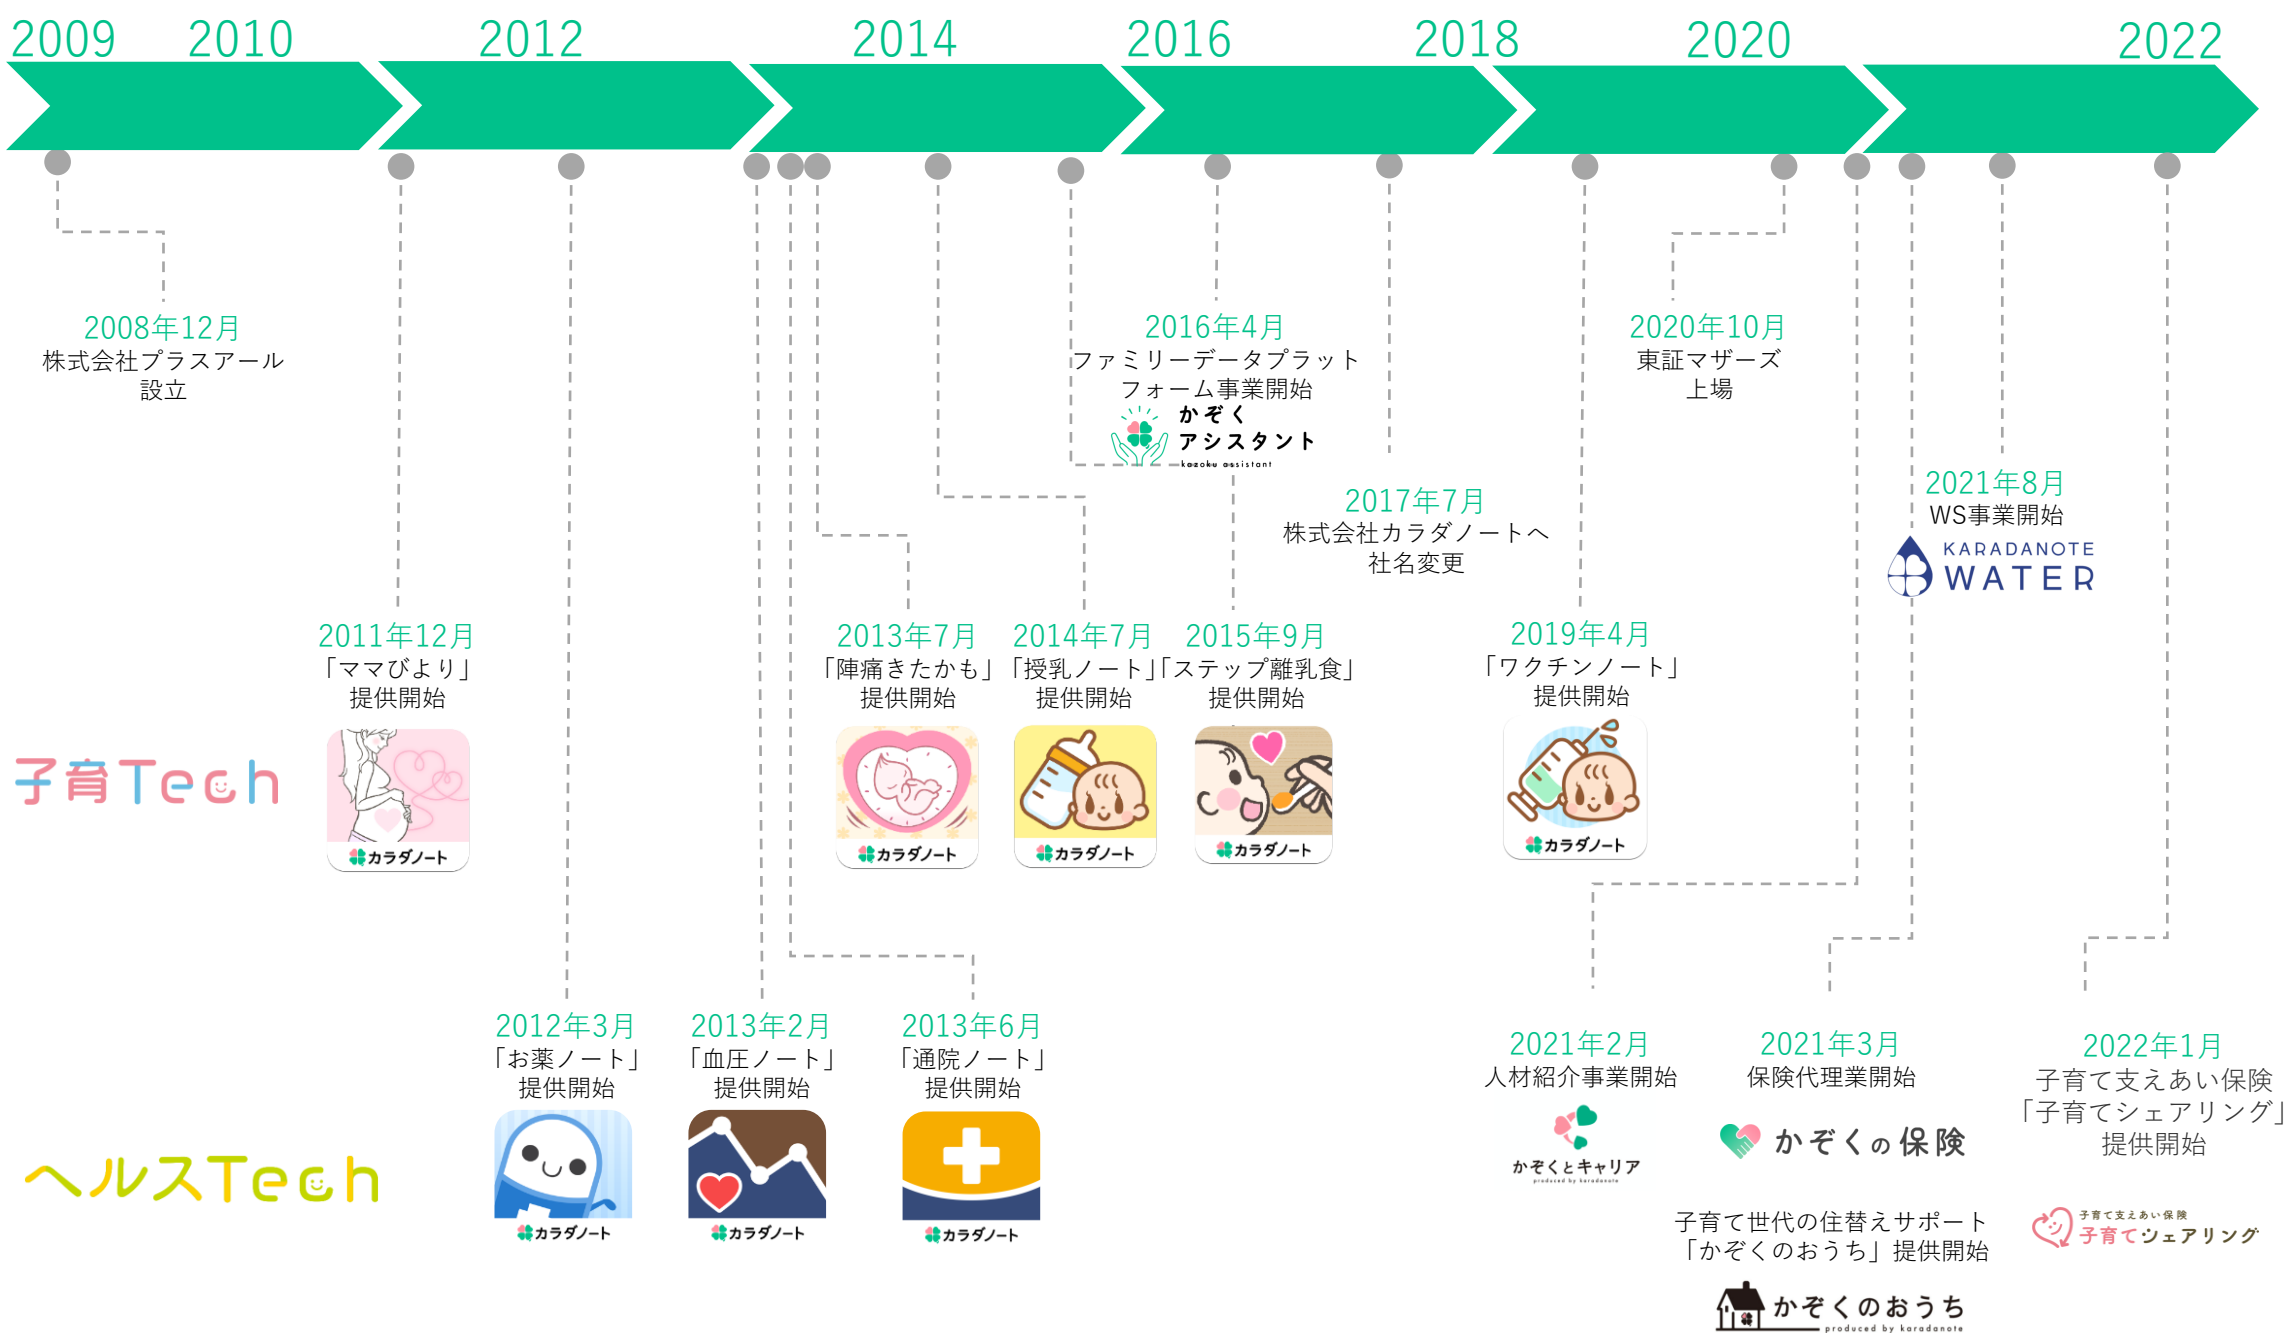 2009
2010
2012
2014
2016
2018
2020
2022
2008年12月
株式会社プラスアール
設立
2016年4月
ファミリーデータプラット
フォーム事業開始
かぞく
アシスタント
kazoku assistant
2020年10月
東証マザーズ
上場
2017年7月
株式会社カラダノートへ
社名変更
2021年8月
WS事業開始
KARADANOTE
WATER
子育Tech
2011年12月
「ママびより」
提供開始
カラダノート
2013年7月
「陣痛きたかも」
提供開始
カラダノート
2014年7月
「授乳ノート」
提供開始
カラダノート
2015年9月
「ステップ離乳食」
提供開始
カラダノート
2019年4月
「ワクチンノート」
提供開始
カラダノート
ヘルスTech
2012年3月
「お薬ノート」
提供開始
カラダノート
2013年2月
「血圧ノート」
提供開始
カラダノート
2013年6月
「通院ノート」
提供開始
カラダノート
2021年2月
人材紹介事業開始
かぞくとキャリア
produced by karadanote
2021年3月
保険代理業開始
かぞくの保険
子育て世代の住替えサポート
「かぞくのおうち」提供開始
かぞくのおうち
produced by karadanote
2022年1月
子育て支えあい保険
「子育てシェアリング」
提供開始
子育て支えあい保険
子育てシェアリング